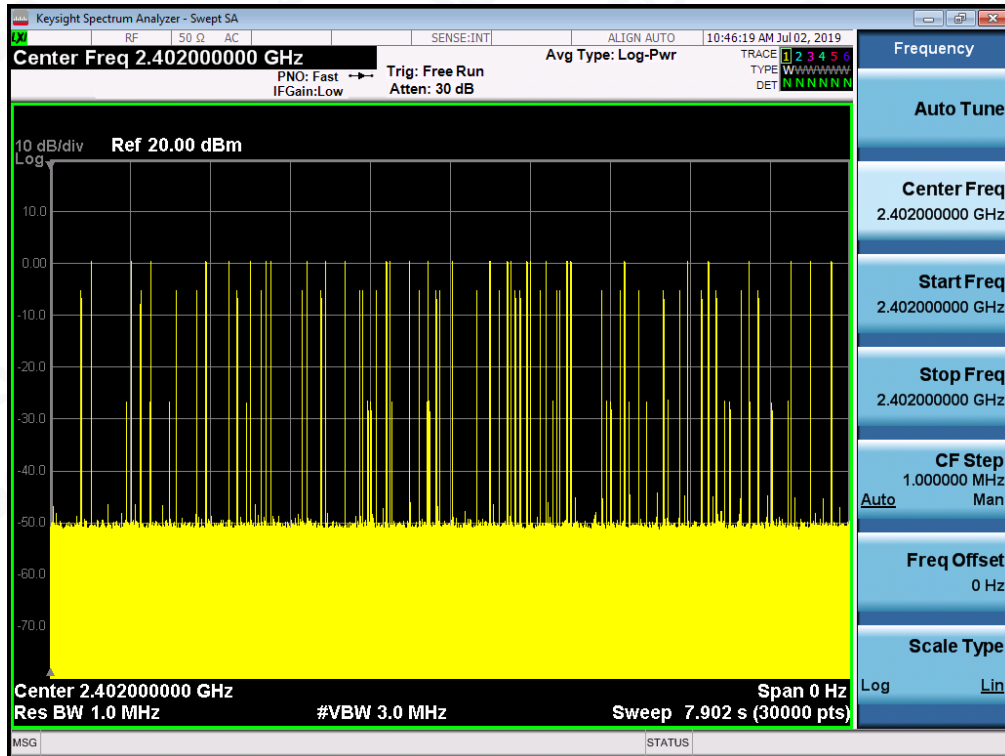 Keysight Spectrum Analyzer - Swept SA
LXI RF 50 Ω AC SENSE:INT ALIGN AUTO 10:46:19 AM Jul 02, 2019
Center Freq 2.402000000 GHz
PNO: Fast
IFGain:Low
Trig: Free Run
Atten: 30 dB
Avg Type: Log-Pwr
TRACE 1 2 3 4 5 6
TYPE WWWWWW
DET N N N N N N
10 dB/div Ref 20.00 dBm
Log
10.0
0.00
-10.0
-20.0
-30.0
-40.0
-50.0
-60.0
-70.0
Center 2.402000000 GHz Span 0 Hz
Res BW 1.0 MHz #VBW 3.0 MHz Sweep 7.902 s (30000 pts)
MSG STATUS
Frequency
Auto Tune
Center Freq
2.402000000 GHz
Start Freq
2.402000000 GHz
Stop Freq
2.402000000 GHz
CF Step
1.000000 MHz
Auto Man
Freq Offset
0 Hz
Scale Type
Log Lin